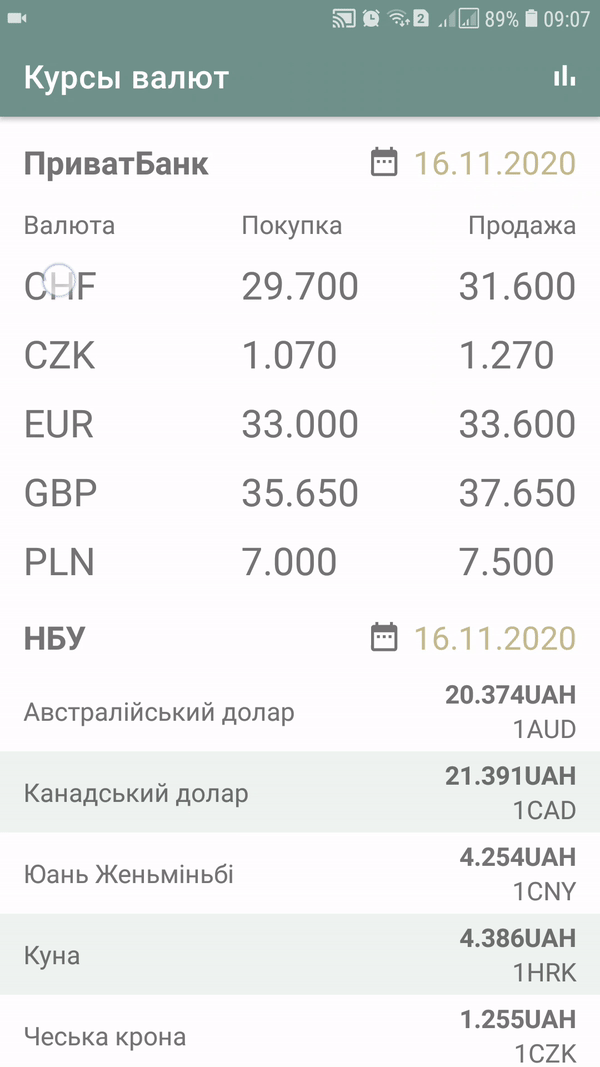 2 89% 09:07
Курсы валют
ПриватБанк 16.11.2020
Валюта Покупка Продажа
CHF 29.700 31.600
CZK 1.070 1.270
EUR 33.000 33.600
GBP 35.650 37.650
PLN 7.000 7.500
НБУ 16.11.2020
Австралійський долар 20.374UAH
1AUD
Канадський долар 21.391UAH
1CAD
Юань Женьміньбі 4.254UAH
1CNY
Куна 4.386UAH
1HRK
Чеська крона 1.255UAH
1CZK